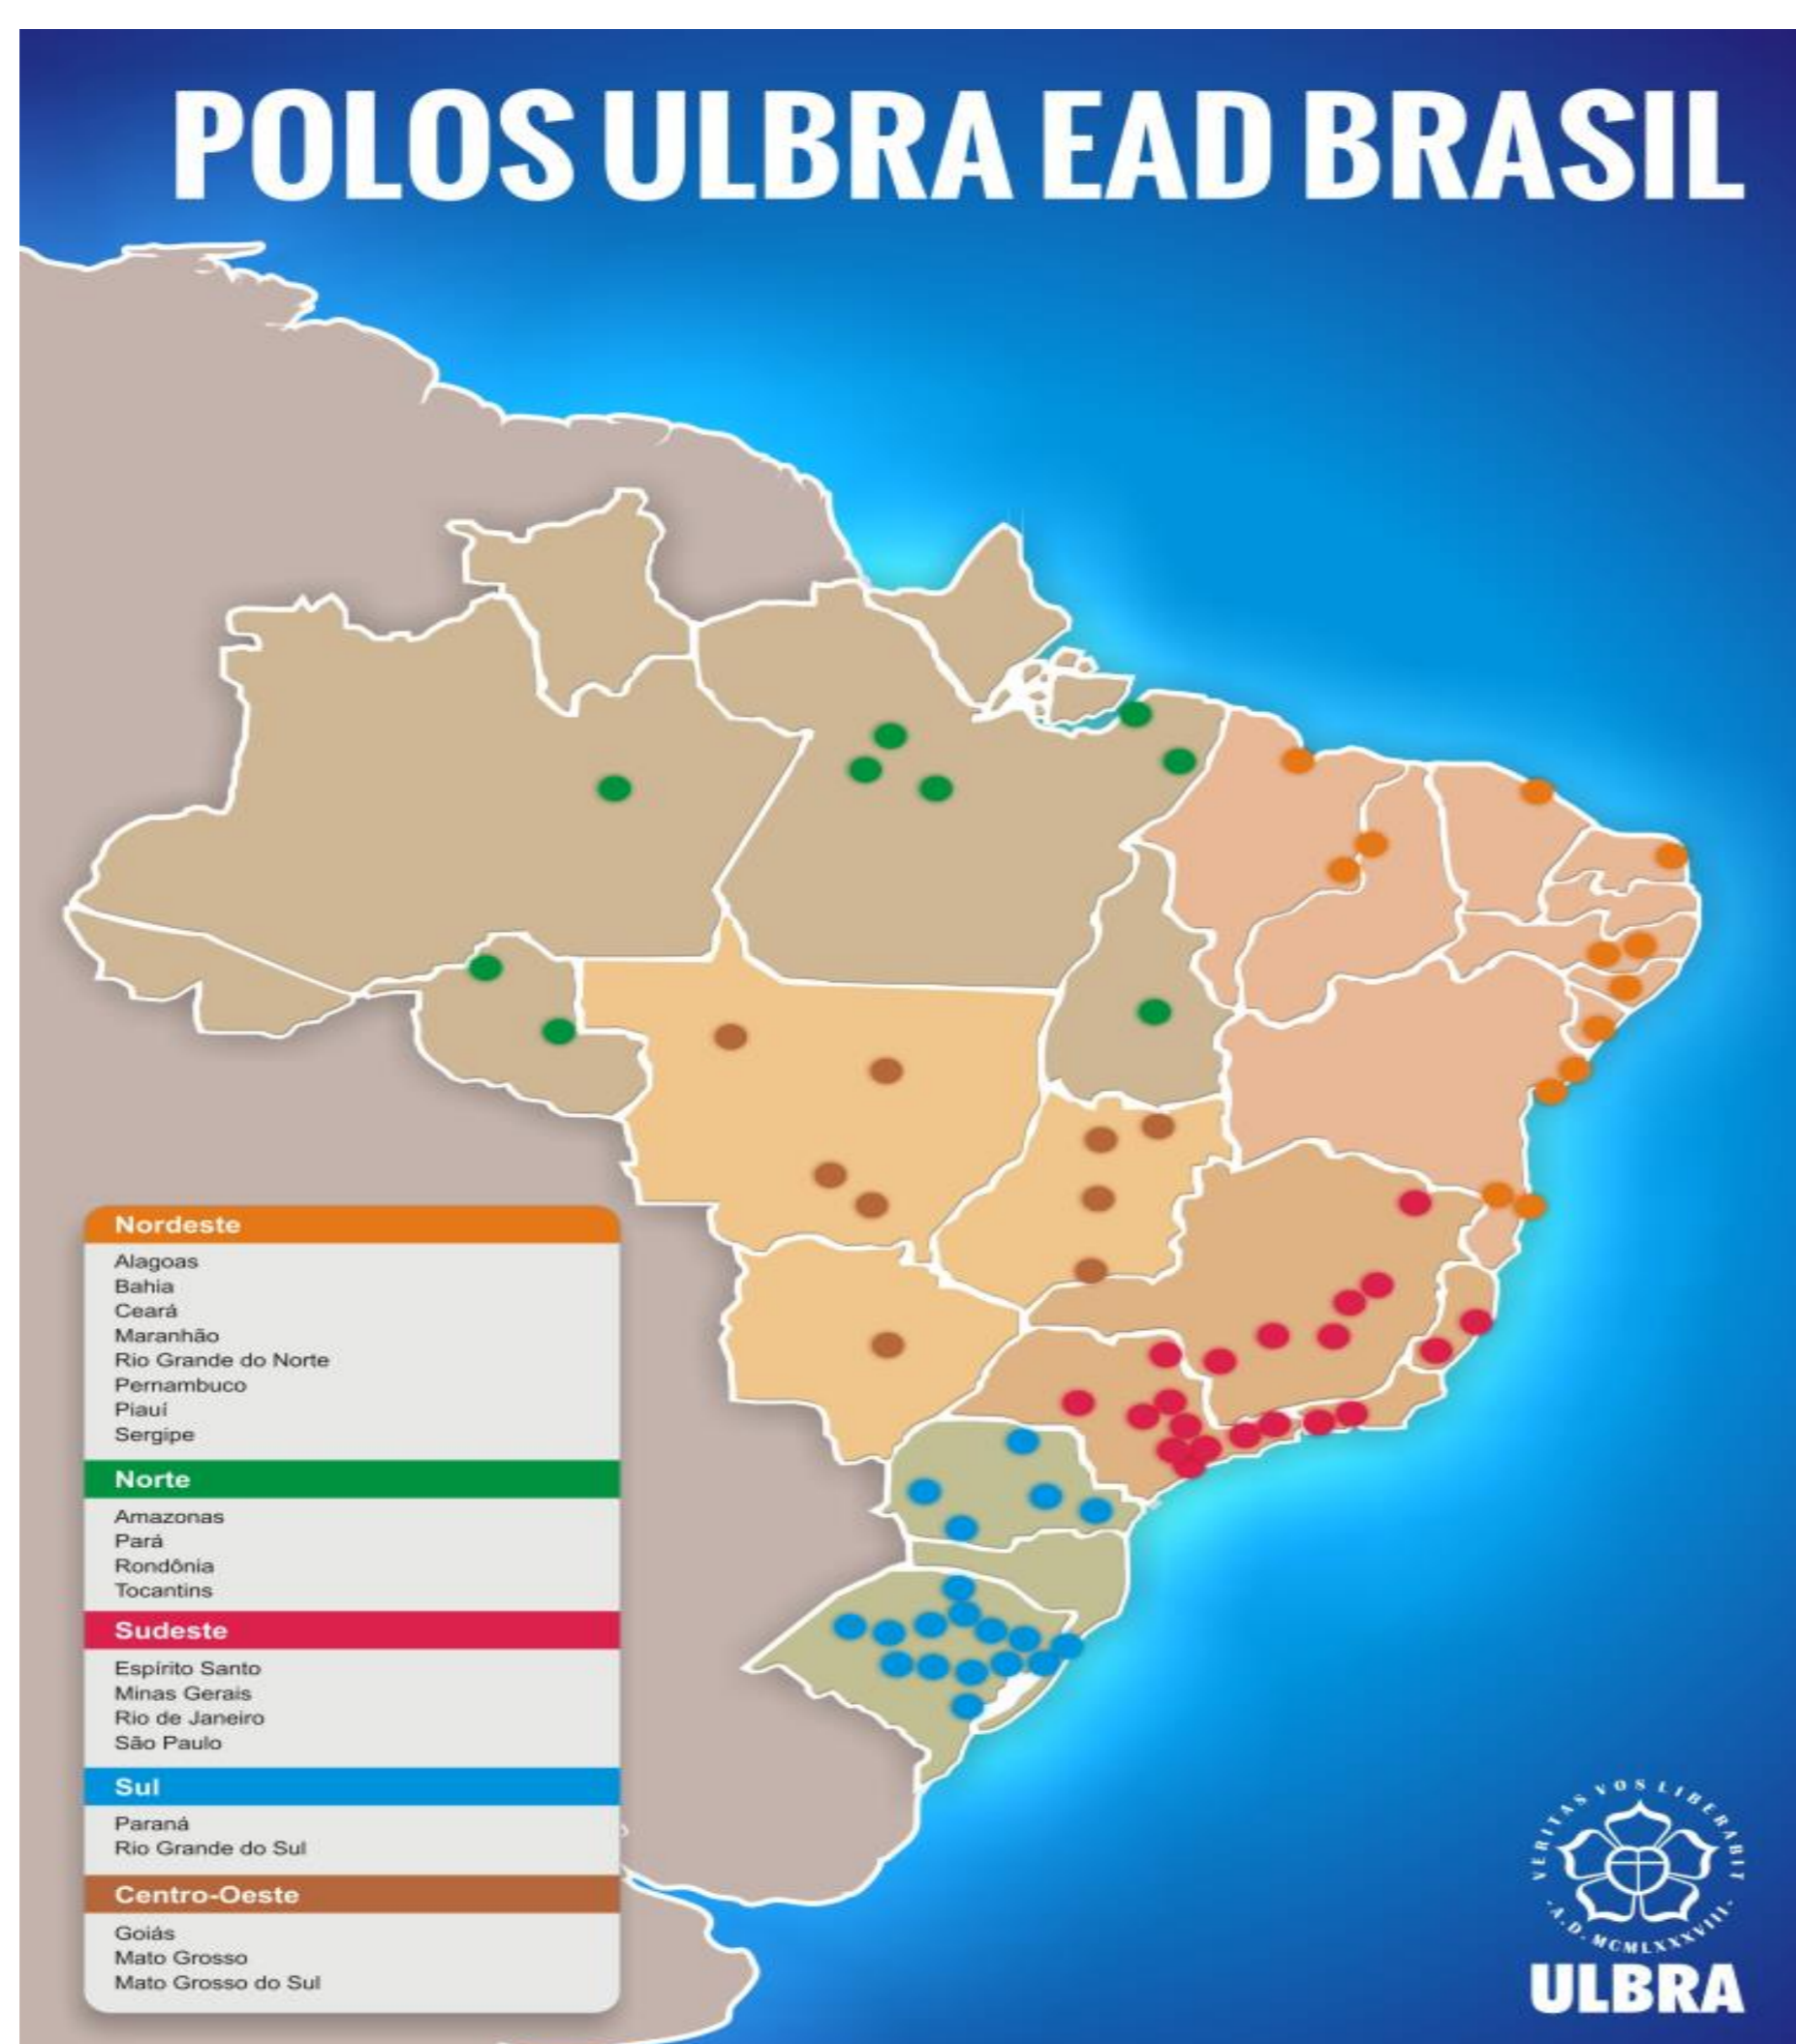 POLOS ULBRA EAD BRASIL
Nordeste
Alagoas
Bahia
Ceará
Maranhão
Rio Grande do Norte
Pernambuco
Piauí
Sergipe
Norte
Amazonas
Pará
Rondônia
Tocantins
Sudeste
Espírito Santo
Minas Gerais
Rio de Janeiro
São Paulo
Sul
Paraná
Rio Grande do Sul
Centro-Oeste
Goiás
Mato Grosso
Mato Grosso do Sul
VERITAS VOS LIBERABIT
· A.D. MCMLXXXVIII ·
ULBRA